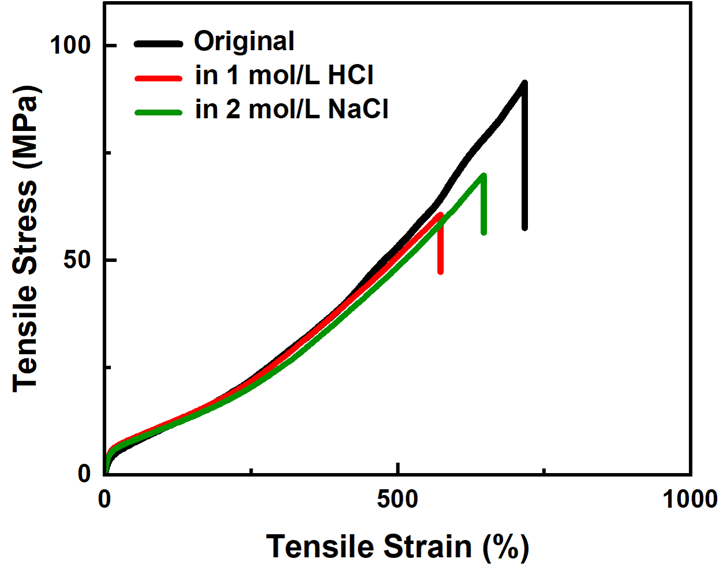 100
Original
in 1 mol/L HCl
in 2 mol/L NaCl
50
0
Tensile Stress (MPa)
0
500
1000
Tensile Strain (%)